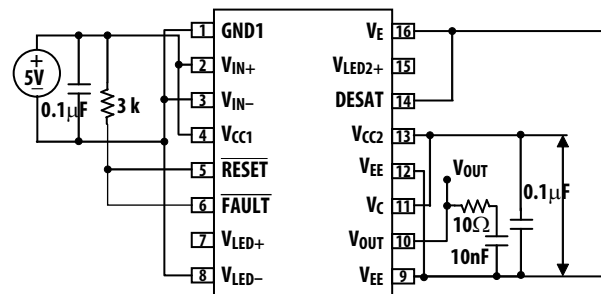 1 GND1
2 VIN+
3 VIN–
4 VCC1
5 RESET
6 FAULT
7 VLED+
8 VLED–
VE 16
VLED2+ 15
DESAT 14
VCC2 13
VEE 12
VC 11
VOUT 10
VEE 9
+
5V
–
0.1µF
3 k
VOUT
10Ω
10nF
0.1µF